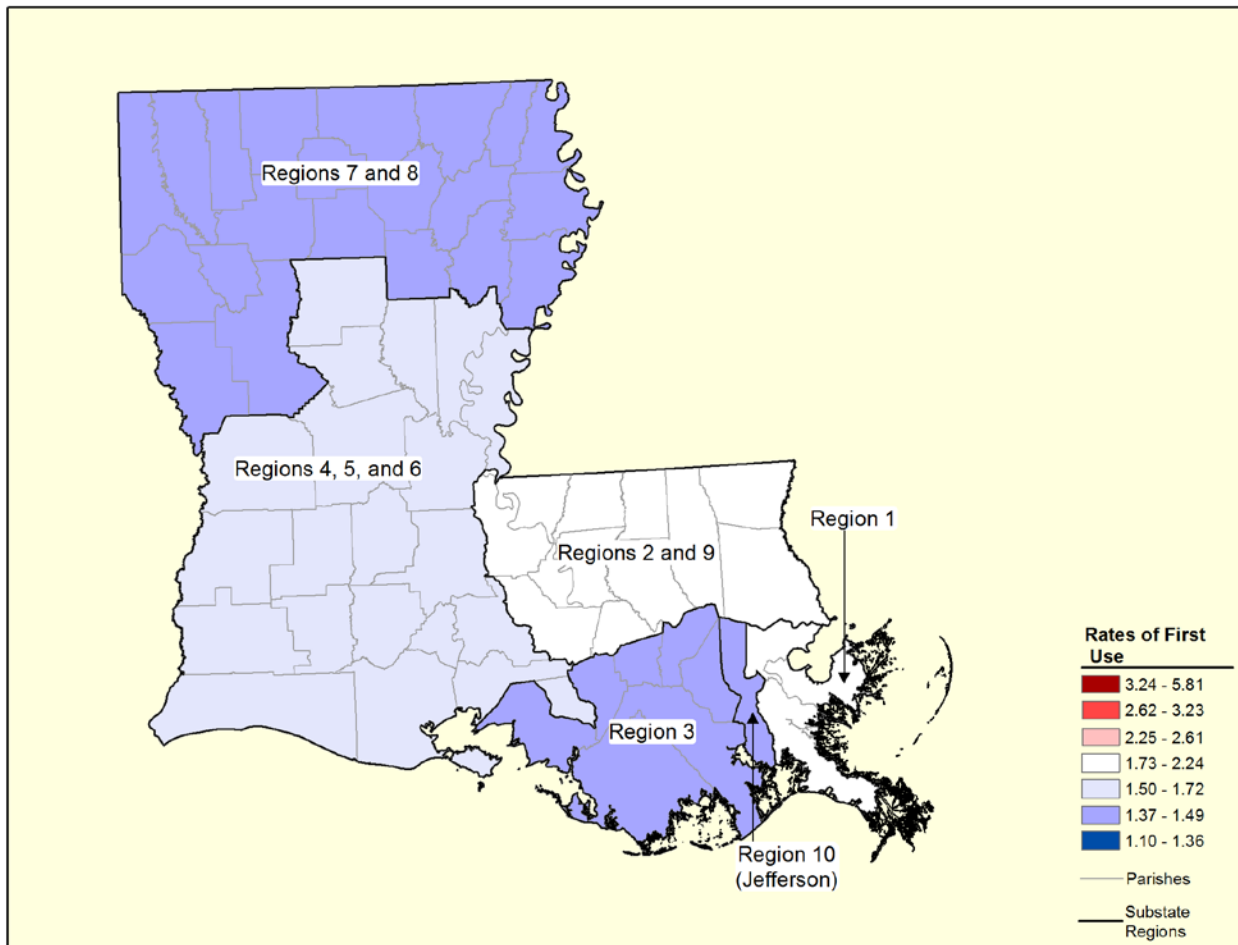 Regions 7 and 8
Regions 4, 5, and 6
Region 1
Regions 2 and 9
Region 3
Region 10
(Jefferson)
Rates of First
Use
3.24 - 5.81
2.62 - 3.23
2.25 - 2.61
1.73 - 2.24
1.50 - 1.72
1.37 - 1.49
1.10 - 1.36
Parishes
Substate
Regions